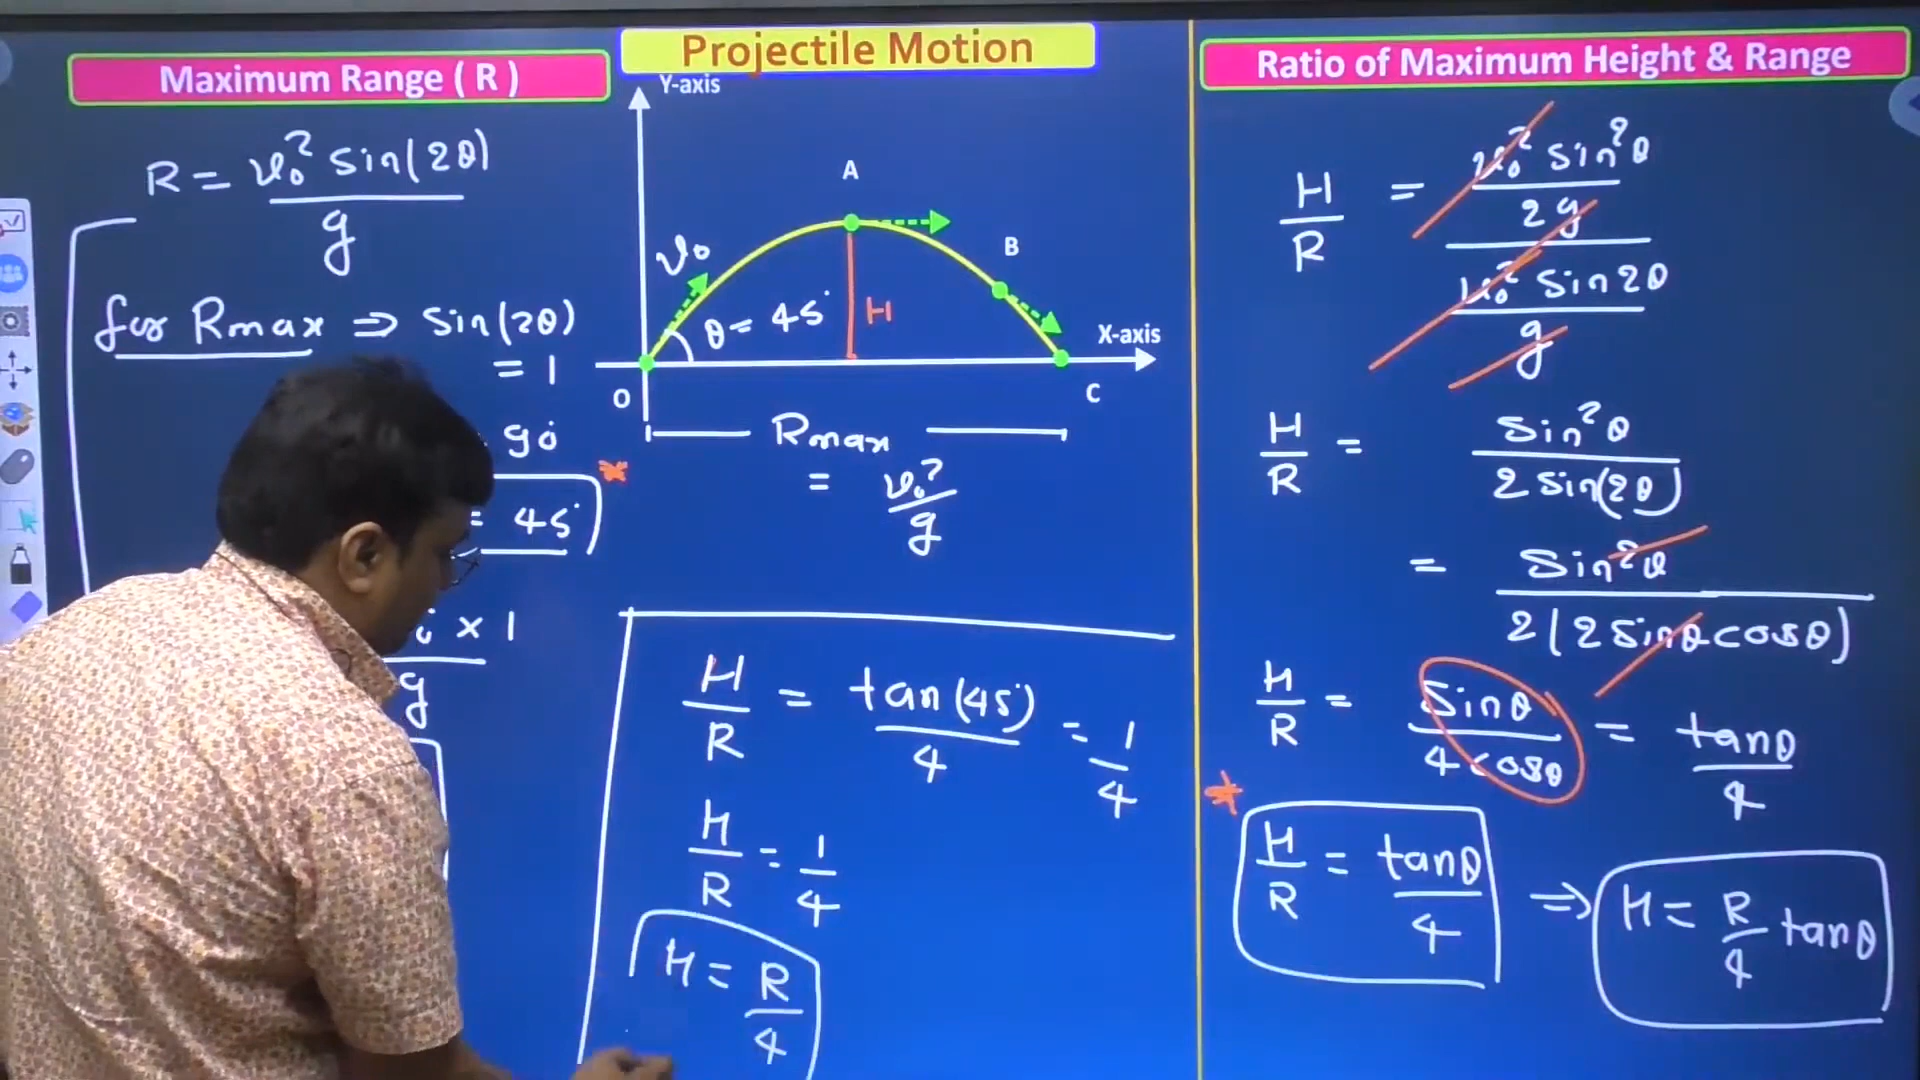 Projectile Motion
Maximum Range ( R )
R = v₀² sin(2θ)
g
for Rmax ⇒ sin(2θ)
= 1
90°
= 45°
× 1
g
Y-axis
A
B
v₀
θ = 45°
H
X-axis
O
C
Rmax
= v₀²
g
H/R = tan(45°)/4 = 1/4
H/R = 1/4
H = R/4
Ratio of Maximum Height & Range
H/R = v₀² sin²θ
2g
v₀² sin2θ
g
H/R = sin²θ
2 sin(2θ)
= sin²θ
2(2 sinθ cosθ)
H/R = sinθ/4cosθ = tanθ/4
H/R = tanθ/4 ⇒ H = R/4 tanθ